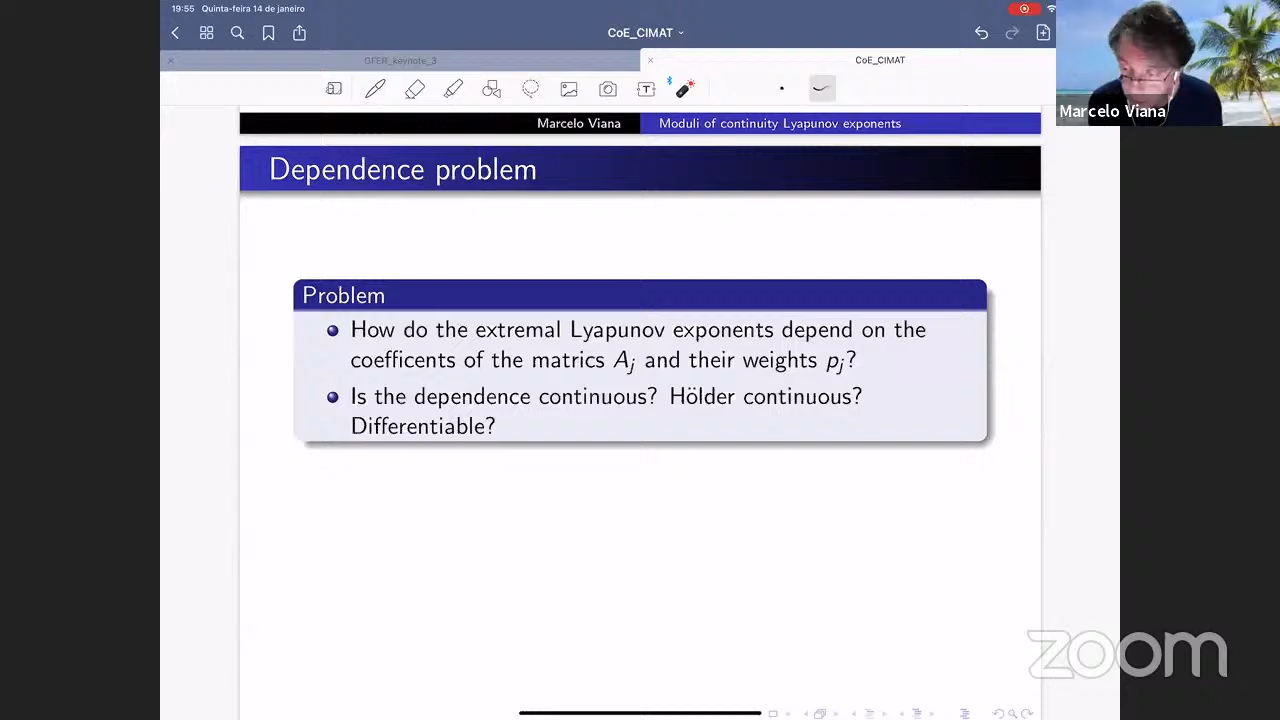 19:55 Quinta-feira 14 de janeiro
CoE_CIMAT
GFER_keynote_3
CoE_CIMAT
T
Marcelo Viana
Marcelo Viana Moduli of continuity Lyapunov exponents
Dependence problem
Problem
How do the extremal Lyapunov exponents depend on the
coefficents of the matrics Aj and their weights pj?
Is the dependence continuous? Hölder continuous?
Differentiable?
zoom